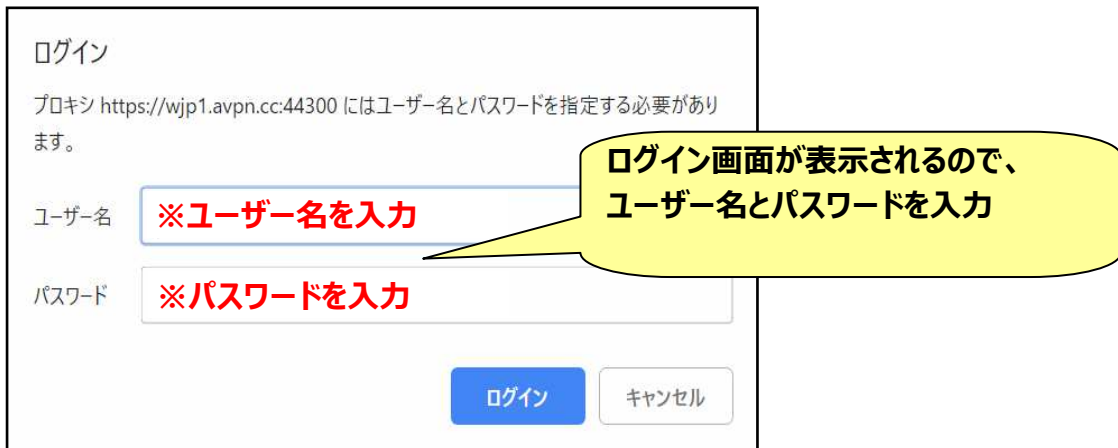 ログイン
プロキシ https://wjp1.avpn.cc:44300 にはユーザー名とパスワードを指定する必要があり
ます。
ログイン画面が表示されるので、
ユーザー名とパスワードを入力
ユーザー名
※ユーザー名を入力
パスワード
※パスワードを入力
ログイン
キャンセル